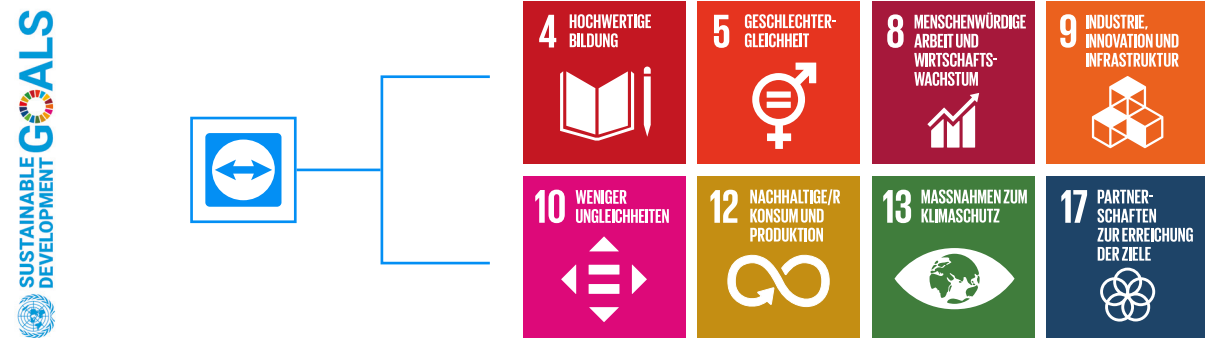 SUSTAINABLE
DEVELOPMENT
GOALS
4
HOCHWERTIGE
BILDUNG
5
GESCHLECHTER-
GLEICHHEIT
8
MENSCHENWÜRDIGE
ARBEIT UND
WIRTSCHAFTS-
WACHSTUM
9
INDUSTRIE,
INNOVATION UND
INFRASTRUKTUR
10
WENIGER
UNGLEICHHEITEN
12
NACHHALTIGE/R
KONSUM UND
PRODUKTION
13
MASSNAHMEN ZUM
KLIMASCHUTZ
17
PARTNER-
SCHAFTEN
ZUR ERREICHUNG
DER ZIELE